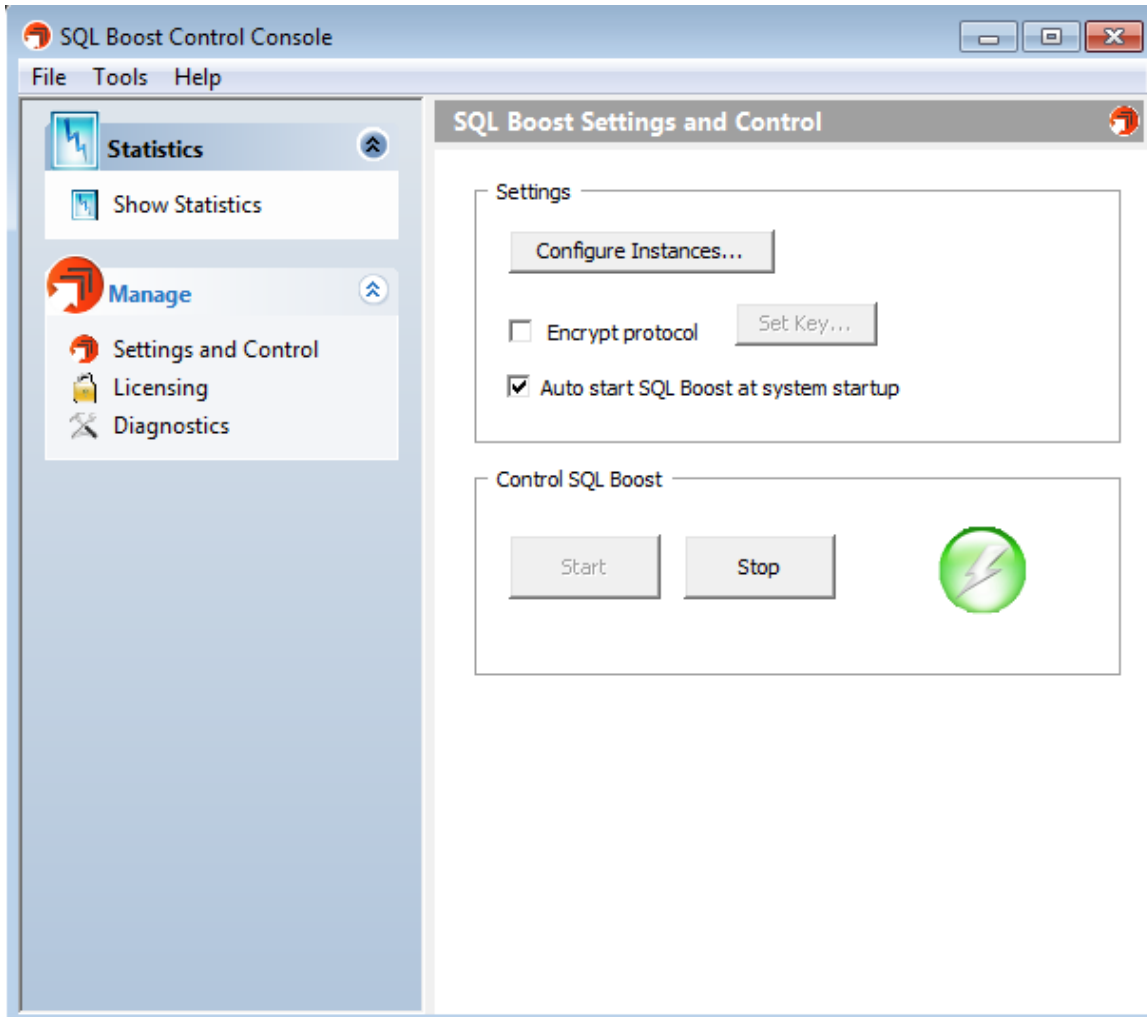 SQL Boost Control Console
File Tools Help
Statistics
Show Statistics
Manage
Settings and Control
Licensing
Diagnostics
SQL Boost Settings and Control
Settings
Configure Instances...
Encrypt protocol Set Key...
Auto start SQL Boost at system startup
Control SQL Boost
Start Stop